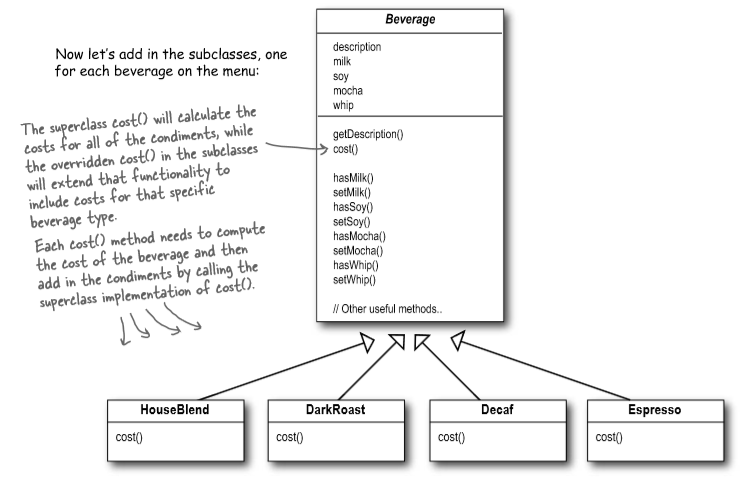 Now let's add in the subclasses, one
for each beverage on the menu:
The superclass cost() will calculate the
costs for all of the condiments, while
the overridden cost() in the subclasses
will extend that functionality to
include costs for that specific
beverage type.
Each cost() method needs to compute
the cost of the beverage and then
add in the condiments by calling the
superclass implementation of cost().
Beverage
description
milk
soy
mocha
whip
getDescription()
cost()
hasMilk()
setMilk()
hasSoy()
setSoy()
hasMocha()
setMocha()
hasWhip()
setWhip()
// Other useful methods..
HouseBlend
cost()
DarkRoast
cost()
Decaf
cost()
Espresso
cost()